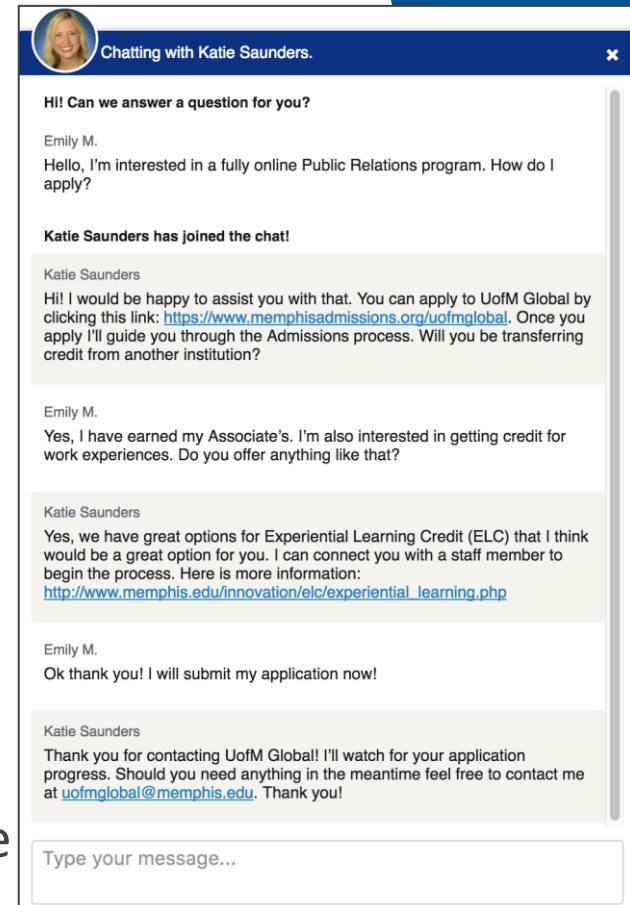 Chatting with Katie Saunders.
×
Hi! Can we answer a question for you?
Emily M.
Hello, I'm interested in a fully online Public Relations program. How do I
apply?
Katie Saunders has joined the chat!
Katie Saunders
Hi! I would be happy to assist you with that. You can apply to UofM Global by
clicking this link: https://www.memphisadmissions.org/uofmglobal. Once you
apply I'll guide you through the Admissions process. Will you be transferring
credit from another institution?
Emily M.
Yes, I have earned my Associate's. I'm also interested in getting credit for
work experiences. Do you offer anything like that?
Katie Saunders
Yes, we have great options for Experiential Learning Credit (ELC) that I think
would be a great option for you. I can connect you with a staff member to
begin the process. Here is more information:
http://www.memphis.edu/innovation/elc/experiential_learning.php
Emily M.
Ok thank you! I will submit my application now!
Katie Saunders
Thank you for contacting UofM Global! I'll watch for your application
progress. Should you need anything in the meantime feel free to contact me
at uofmglobal@memphis.edu. Thank you!
e
Type your message...